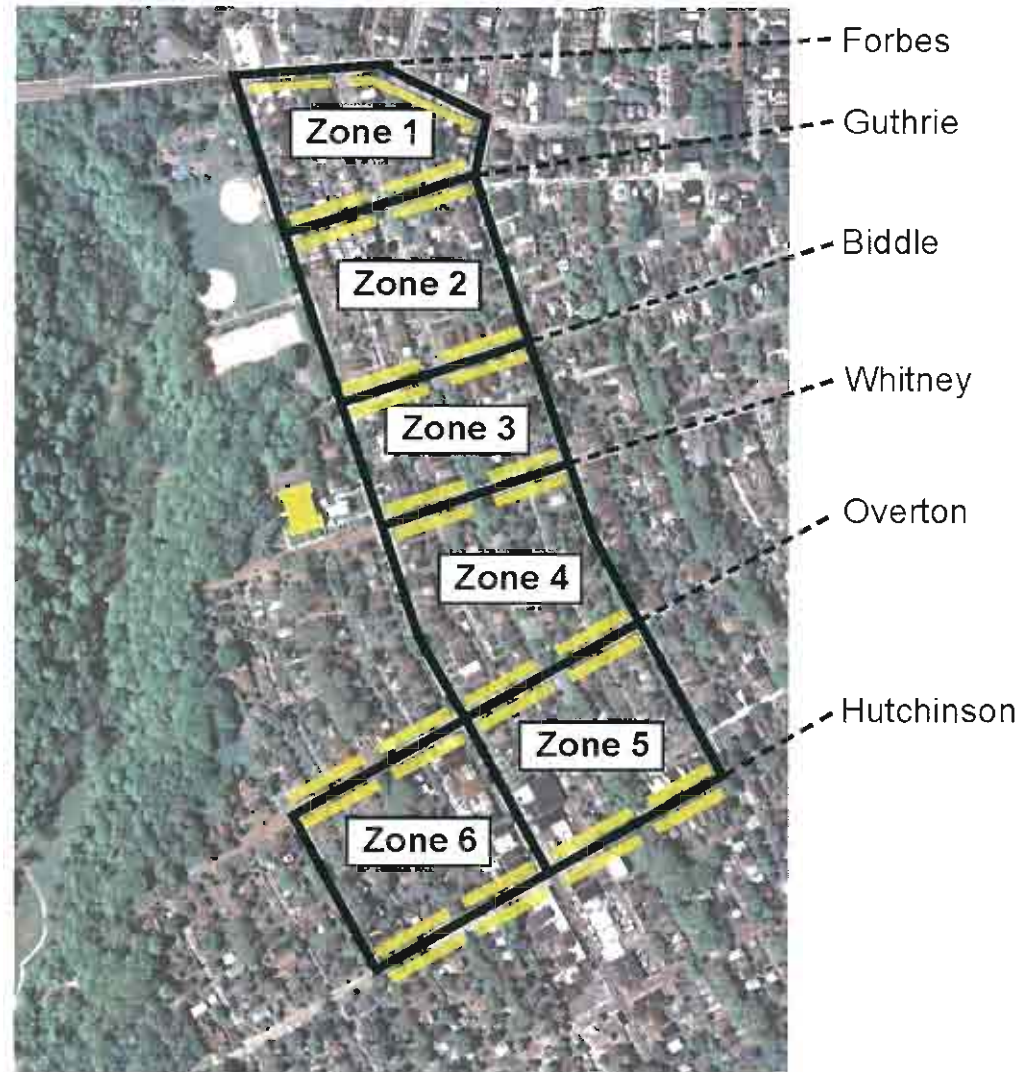 Forbes
Guthrie
Zone 1
Biddle
Zone 2
Whitney
Zone 3
Overton
Zone 4
Hutchinson
Zone 5
Zone 6